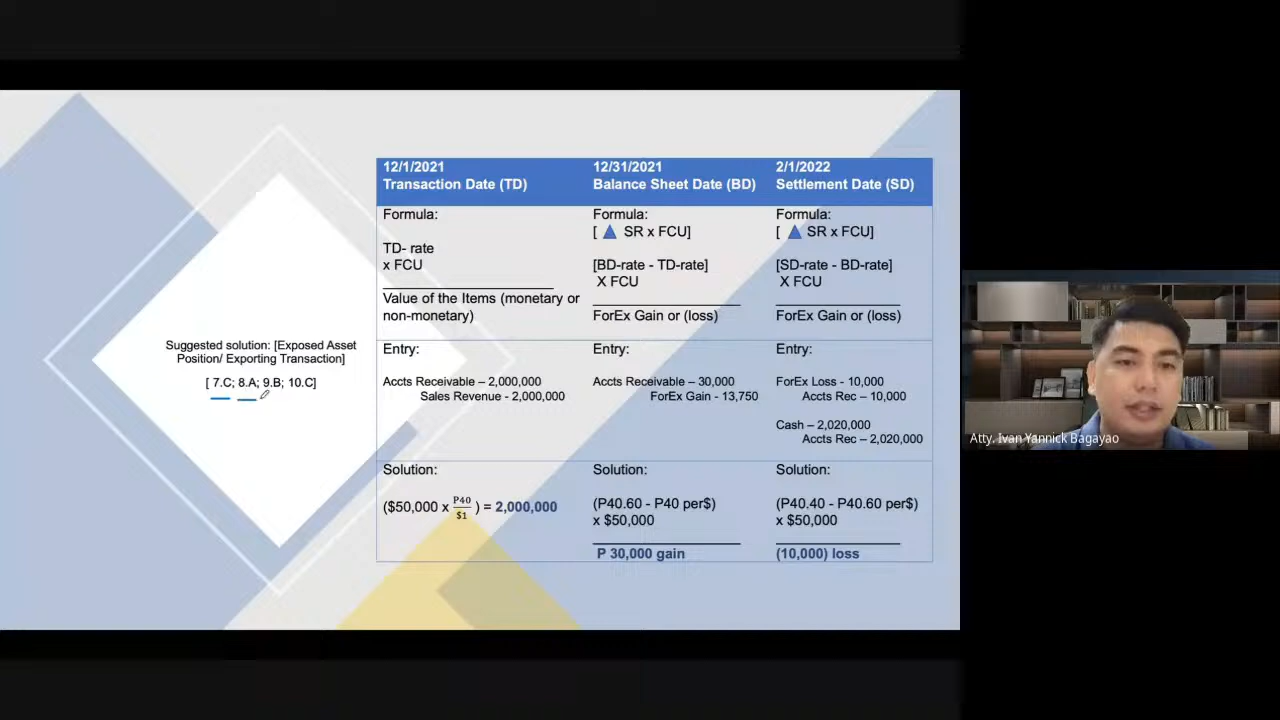 12/1/2021
Transaction Date (TD)
12/31/2021
Balance Sheet Date (BD)
2/1/2022
Settlement Date (SD)
Formula:
TD- rate
x FCU
Value of the Items (monetary or
non-monetary)
Formula:
[ ▲ SR x FCU]
[BD-rate - TD-rate]
X FCU
ForEx Gain or (loss)
Formula:
[ ▲ SR x FCU]
[SD-rate - BD-rate]
X FCU
ForEx Gain or (loss)
Suggested solution: [Exposed Asset
Position/ Exporting Transaction]
[ 7.C; 8.A; 9.B; 10.C]
Entry:
Accts Receivable – 2,000,000
Sales Revenue - 2,000,000
Entry:
Accts Receivable – 30,000
ForEx Gain - 13,750
Entry:
ForEx Loss - 10,000
Accts Rec – 10,000
Cash – 2,020,000
Accts Rec – 2,020,000
Solution:
($50,000 x P40/$1 ) = 2,000,000
Solution:
(P40.60 - P40 per$)
x $50,000
P 30,000 gain
Solution:
(P40.40 - P40.60 per$)
x $50,000
(10,000) loss
Atty. Ivan Yannick Bagayao